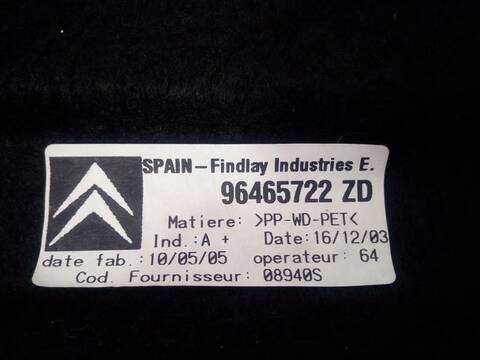 SPAIN-Findlay Industries E.
96465722 ZD
Matiere: >PP-WD-PET<
Ind.:A + Date:16/12/03
date fab.:10/05/05 operateur: 64
Cod. Fournisseur: 08940S